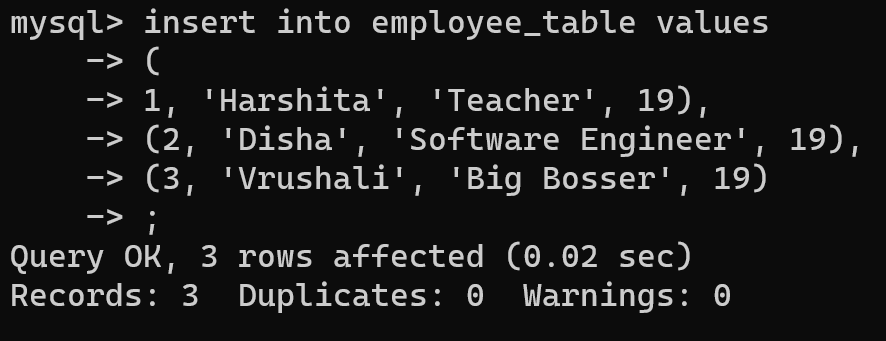 mysql> insert into employee_table values
    -> (
    -> 1, 'Harshita', 'Teacher', 19),
    -> (2, 'Disha', 'Software Engineer', 19),
    -> (3, 'Vrushali', 'Big Bosser', 19)
    -> ;
Query OK, 3 rows affected (0.02 sec)
Records: 3  Duplicates: 0  Warnings: 0